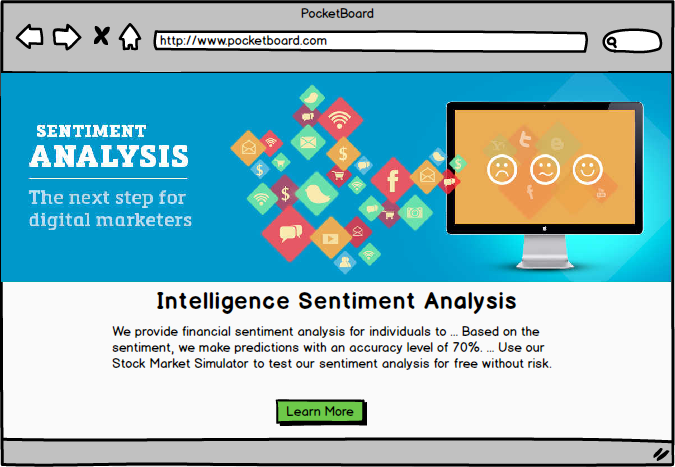 PocketBoard
http://www.pocketboard.com
SENTIMENT
ANALYSIS
The next step for
digital marketers
Intelligence Sentiment Analysis
We provide financial sentiment analysis for individuals to ... Based on the
sentiment, we make predictions with an accuracy level of 70%. ... Use our
Stock Market Simulator to test our sentiment analysis for free without risk.
Learn More